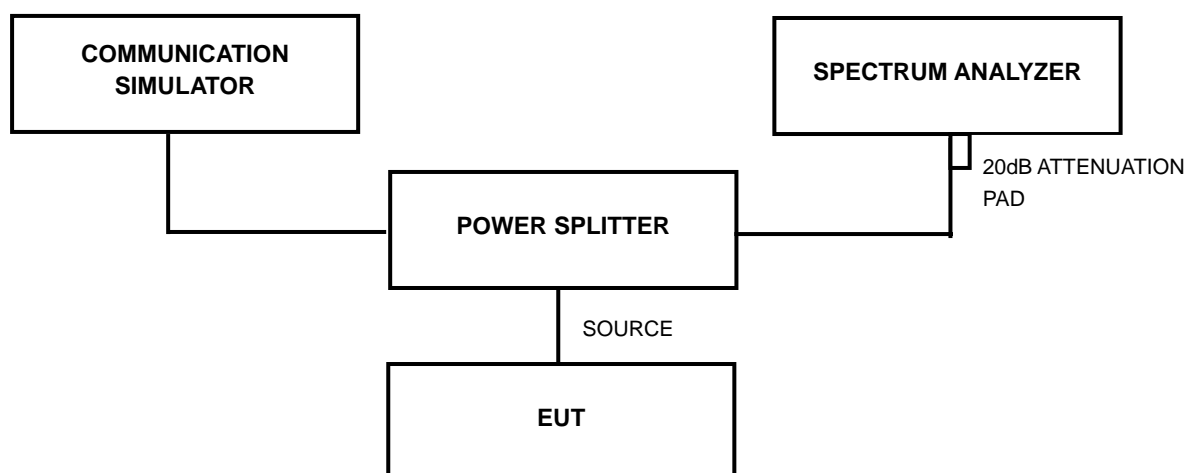 COMMUNICATION
SIMULATOR
SPECTRUM ANALYZER
20dB ATTENUATION
PAD
POWER SPLITTER
SOURCE
EUT